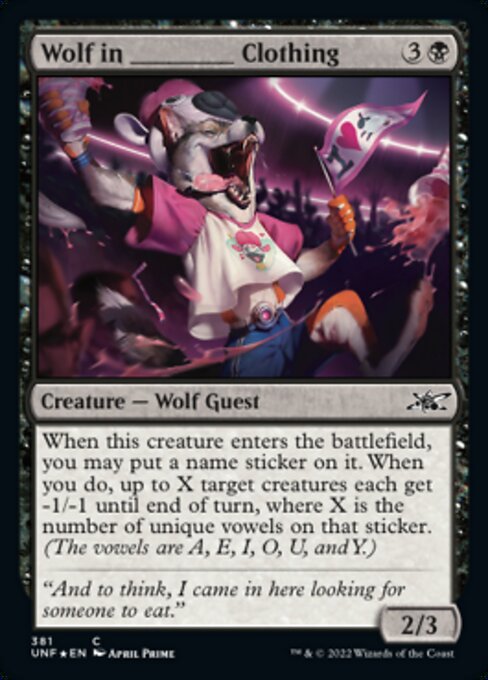 Wolf in ________ Clothing 3
Creature — Wolf Guest
When this creature enters the battlefield,
you may put a name sticker on it. When
you do, up to X target creatures each get
-1/-1 until end of turn, where X is the
number of unique vowels on that sticker.
(The vowels are A, E, I, O, U, and Y.)
“And to think, I came in here looking for
someone to eat.”
2/3
381 C
UNF★EN April Prime
™ & © 2022 Wizards of the Coast